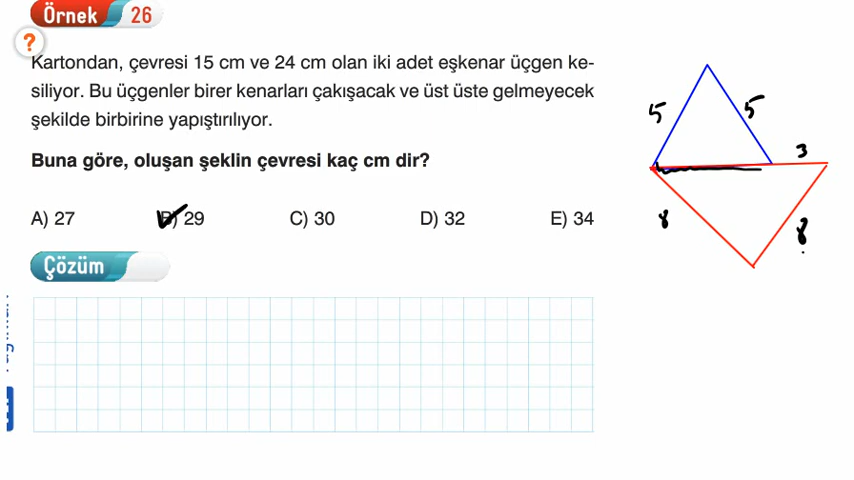 Örnek 26
?
Kartondan, çevresi 15 cm ve 24 cm olan iki adet eşkenar üçgen ke-
siliyor. Bu üçgenler birer kenarları çakışacak ve üst üste gelmeyecek
şekilde birbirine yapıştırılıyor.
Buna göre, oluşan şeklin çevresi kaç cm dir?
A) 27 B) 29 C) 30 D) 32 E) 34
Çözüm
5 5
3
8 8